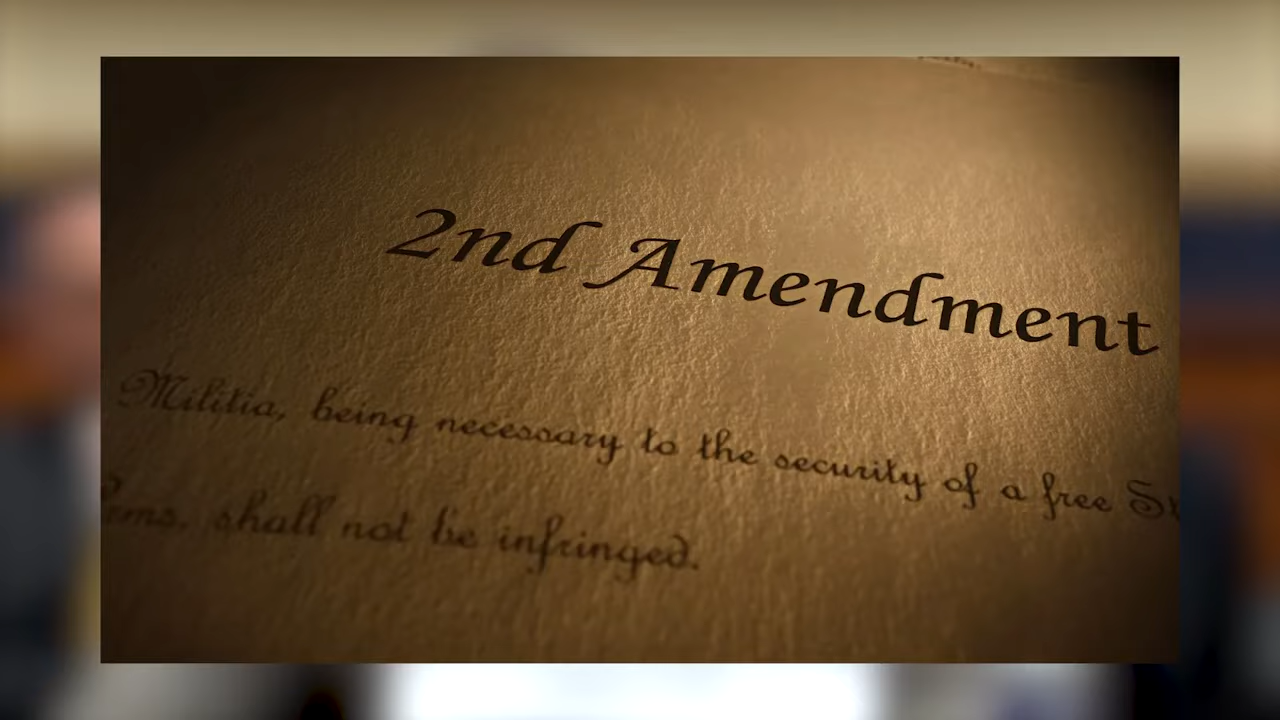 2nd Amendment
Militia, being necessary to the security of a free
shall not be infringed.